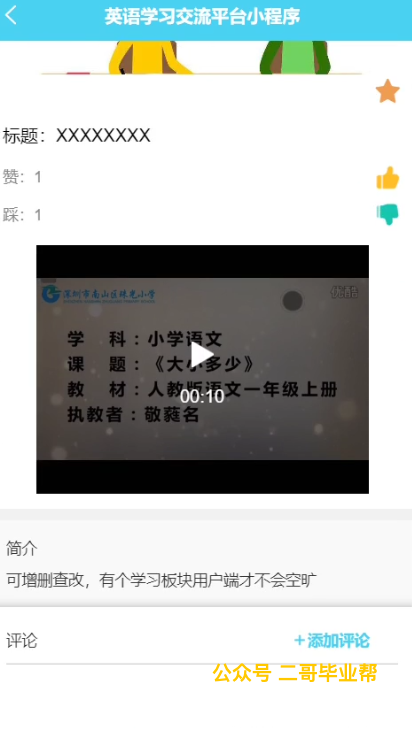 英语学习交流平台小程序
标题：XXXXXXXX
赞：1
踩：1
深圳市南山区珠光小学
优酷
学 科：小学语文
课 题：《大小多少》
教 材：人教版语文一年级上册
00:10
执教者：敬蕤名
简介
可增删查改，有个学习板块用户端才不会空旷
评论
+添加评论
公众号 二哥毕业帮